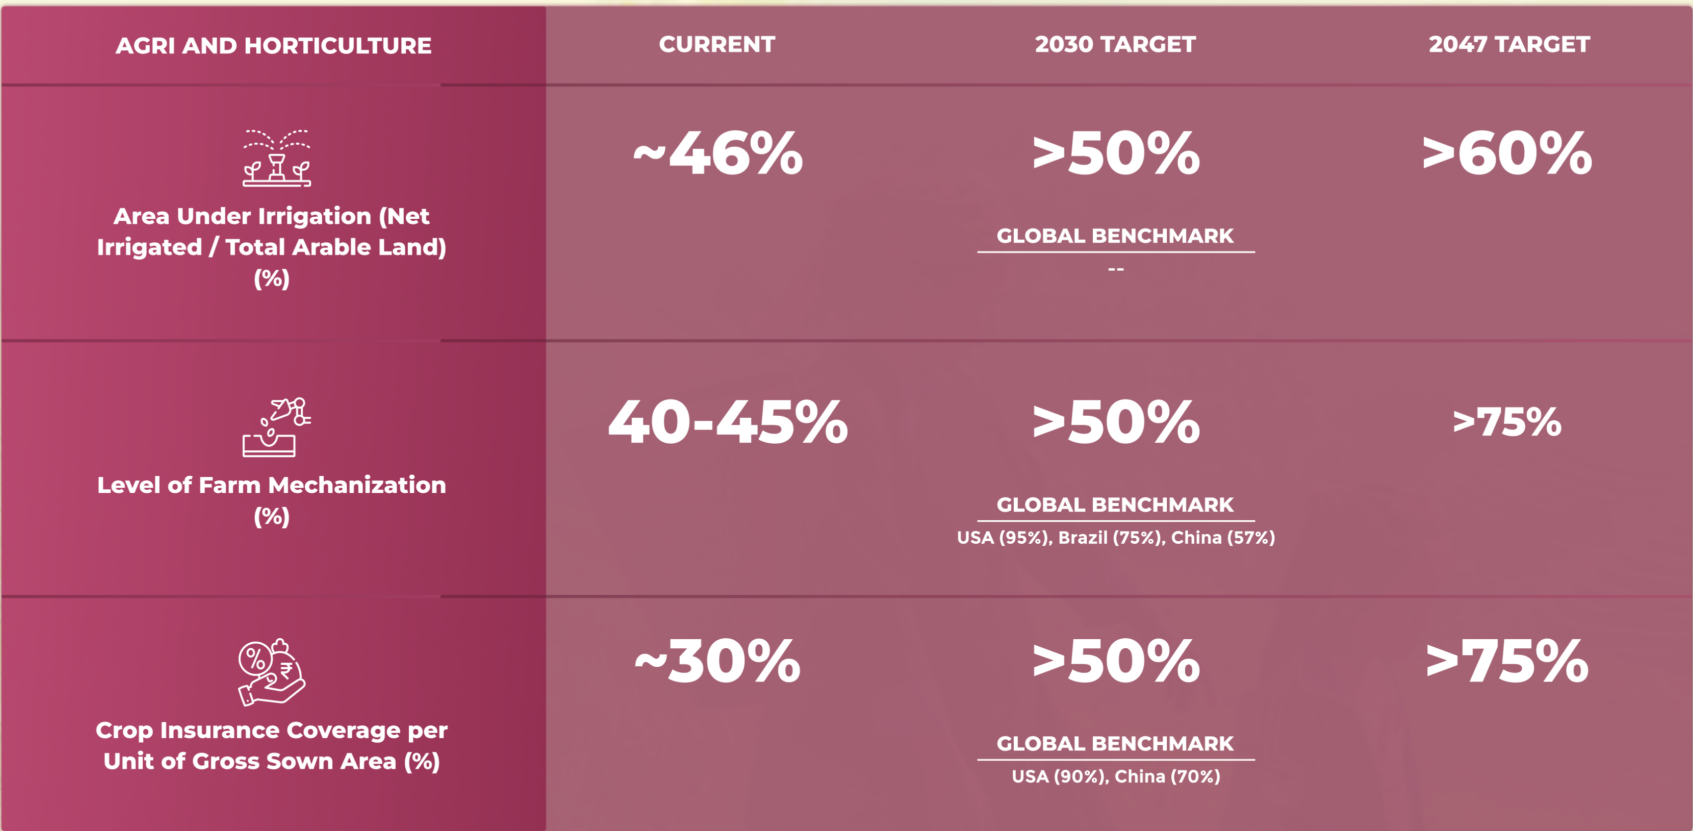 AGRI AND HORTICULTURE
CURRENT
2030 TARGET
2047 TARGET
Area Under Irrigation (Net
Irrigated / Total Arable Land)
(%)
~46%
>50%
GLOBAL BENCHMARK
--
>60%
Level of Farm Mechanization
(%)
40-45%
>50%
GLOBAL BENCHMARK
USA (95%), Brazil (75%), China (57%)
>75%
%
₹
Crop Insurance Coverage per
Unit of Gross Sown Area (%)
~30%
>50%
GLOBAL BENCHMARK
USA (90%), China (70%)
>75%